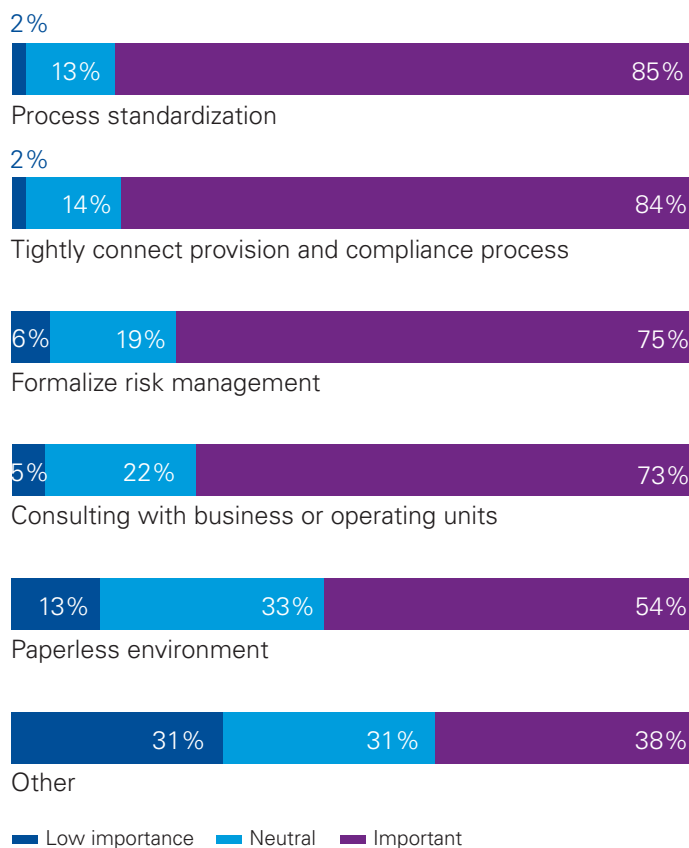 2%
13% 85%
Process standardization
2%
14% 84%
Tightly connect provision and compliance process
6% 19% 75%
Formalize risk management
5% 22% 73%
Consulting with business or operating units
13% 33% 54%
Paperless environment
31% 31% 38%
Other
Low importance Neutral Important